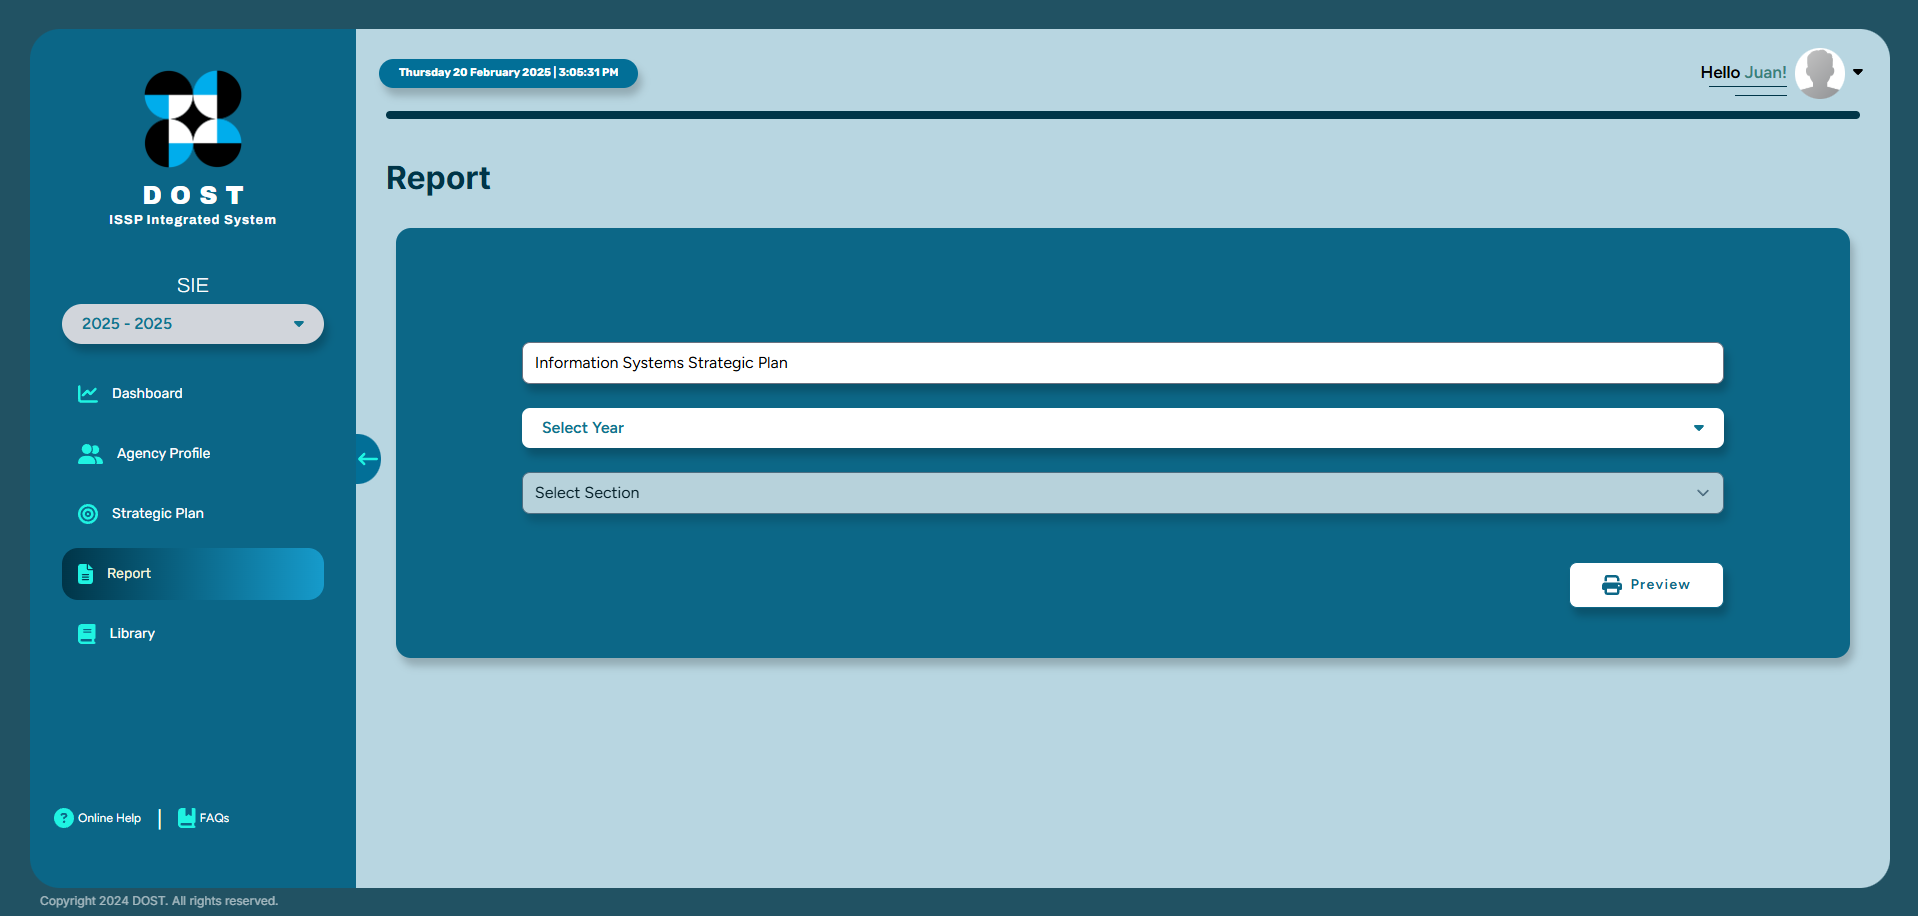 Thursday 20 February 2025 | 3:05:31 PM
Hello Juan!
DOST
ISSP Integrated System
SIE
2025 - 2025
Dashboard
Agency Profile
Strategic Plan
Report
Library
Online Help | FAQs
Report
Information Systems Strategic Plan
Select Year
Select Section
Preview
Copyright 2024 DOST. All rights reserved.